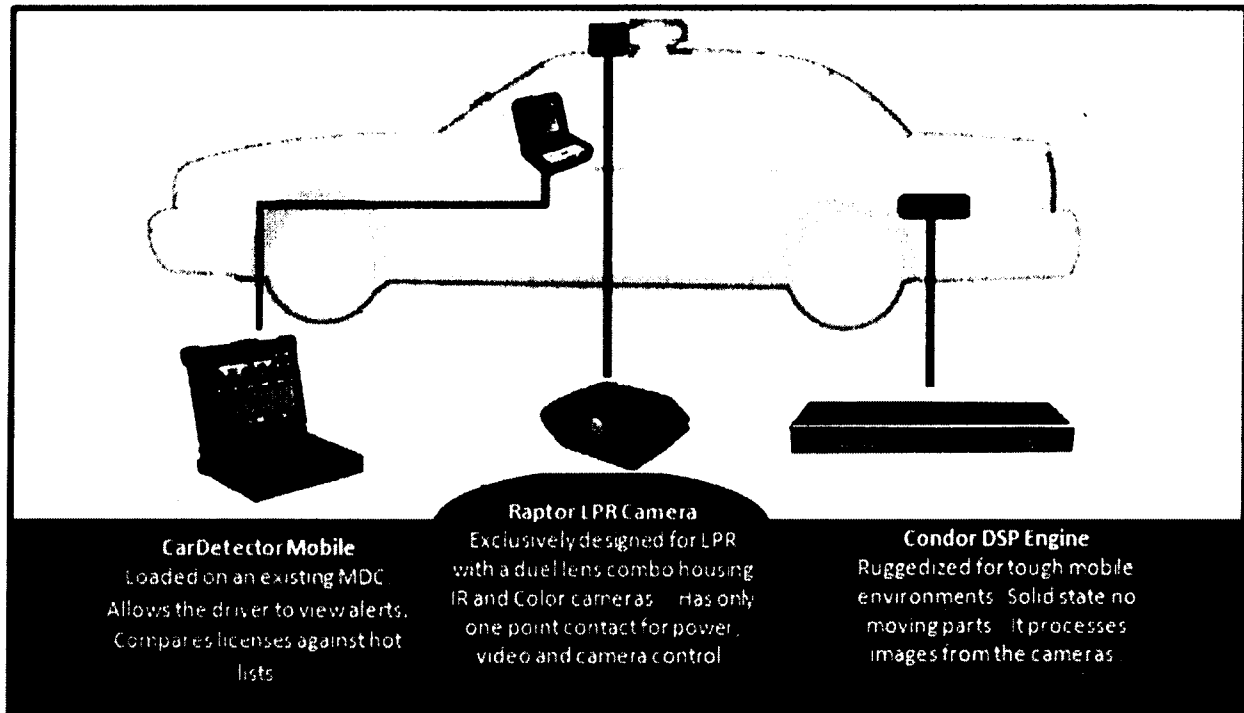 CarDetector Mobile
Loaded on an existing MDC
Allows the driver to view alerts.
Compares licenses against hot
lists
Raptor LPR Camera
Exclusively designed for LPR
with a duel lens combo housing
IR and Color cameras Has only
one point contact for power,
video and camera control
Condor DSP Engine
Ruggedized for tough mobile
environments Solid state no
moving parts It processes
images from the cameras.